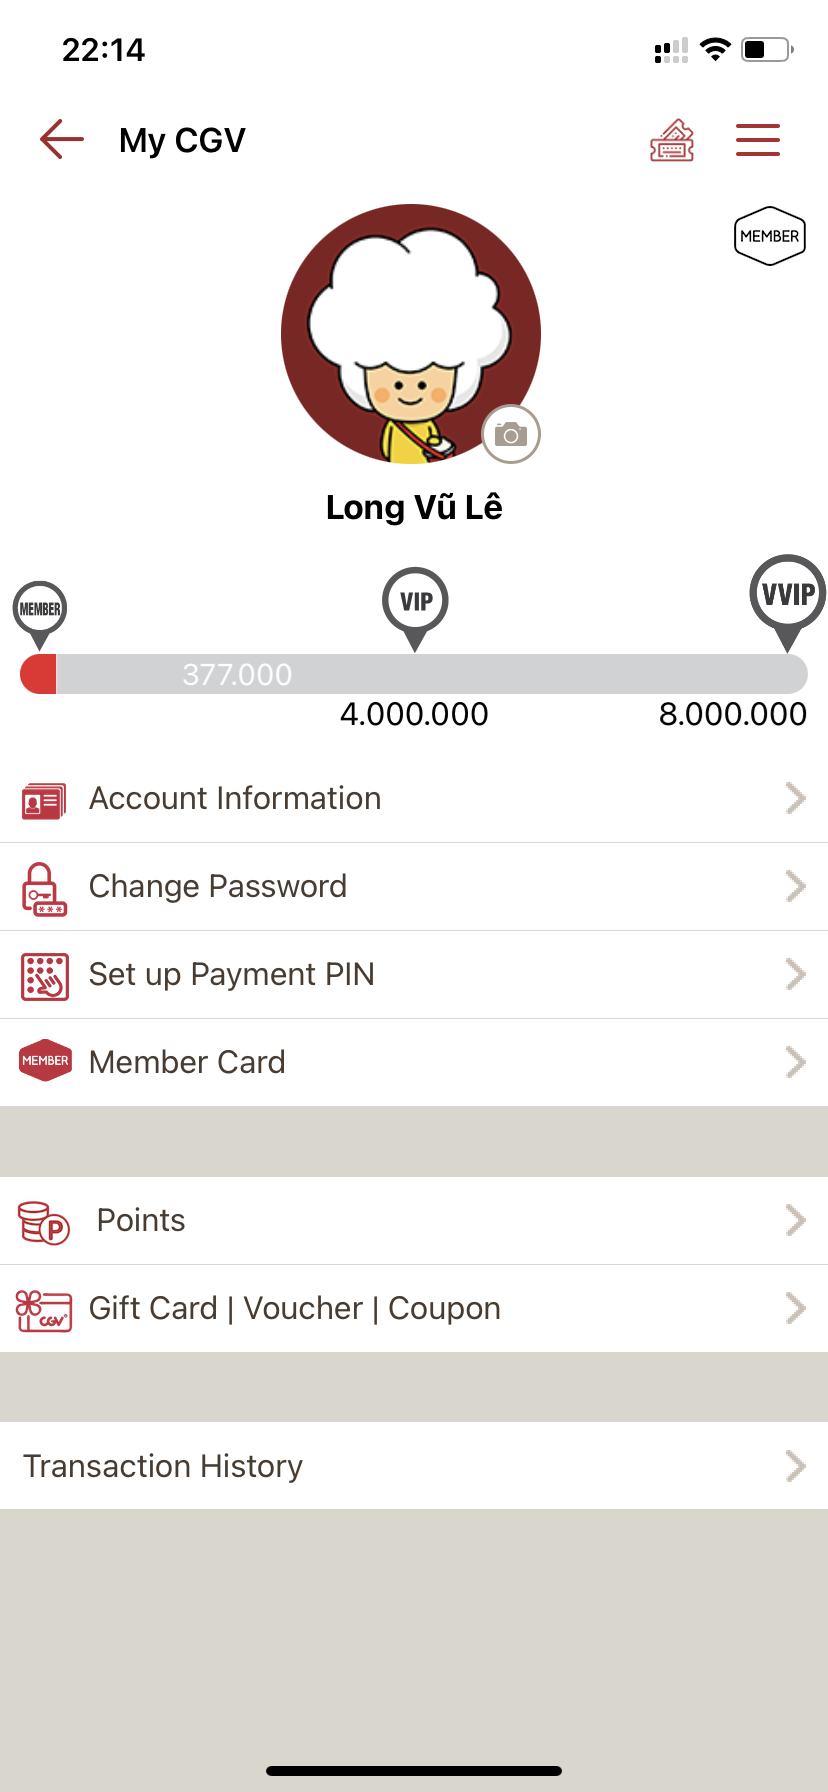 22:14
My CGV
MEMBER
Long Vũ Lê
MEMBER
VIP
VVIP
377.000
4.000.000
8.000.000
Account Information
Change Password
***
Set up Payment PIN
MEMBER
Member Card
P
Points
CGV
Gift Card | Voucher | Coupon
Transaction History